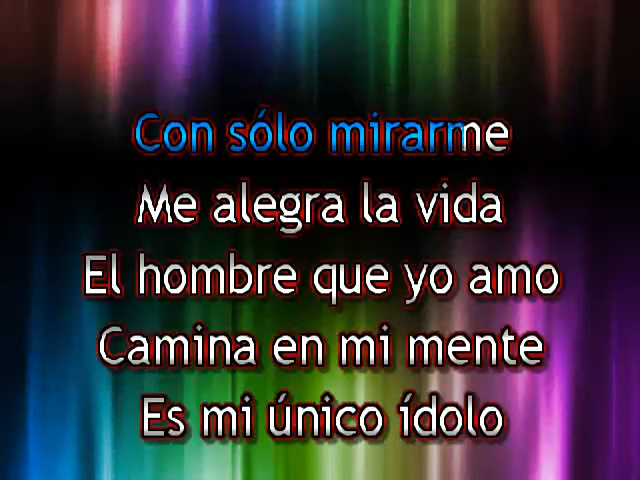 Con sólo mirarme
Me alegra la vida
El hombre que yo amo
Camina en mi mente
Es mi único ídolo